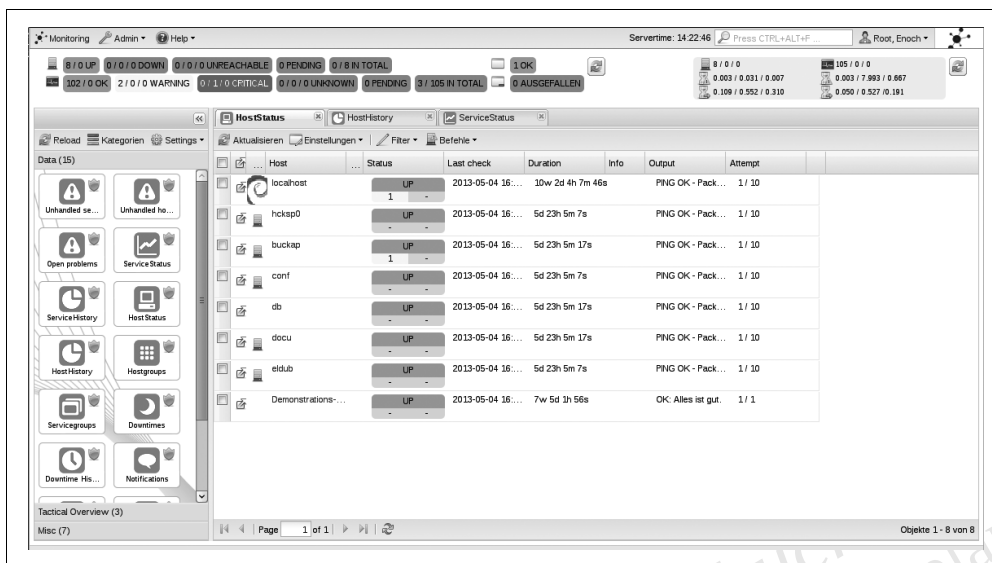 Monitoring Admin Help Servertime: 14:22:46 Press CTRL+ALT+F ... Root, Enoch
8 / 0 UP 0 / 0 / 0 DOWN 0 / 0 / 0 UNREACHABLE 0 PENDING 0 / 8 IN TOTAL 1 OK 8 / 0 / 0 105 / 0 / 0
0.003 / 0.031 / 0.007 0.003 / 7.993 / 0.667
102 / 0 OK 2 / 0 / 0 WARNING 0 / 1 / 0 CRITICAL 0 / 0 / 0 UNKNOWN 0 PENDING 3 / 105 IN TOTAL 0 AUSGEFALLEN 0.109 / 0.552 / 0.310 0.050 / 0.527 /0.191
HostStatus HostHistory ServiceStatus
Reload Kategorien Settings Aktualisieren Einstellungen Filter Befehle
Data (15)
... Host ... Status Last check Duration Info Output Attempt
localhost UP 2013-05-04 16:... 10w 2d 4h 7m 46s PING OK - Pack... 1 / 10
1 -
hcksp0 UP 2013-05-04 16:... 5d 23h 5m 7s PING OK - Pack... 1 / 10
- -
buckap UP 2013-05-04 16:... 5d 23h 5m 17s PING OK - Pack... 1 / 10
1 -
conf UP 2013-05-04 16:... 5d 23h 5m 7s PING OK - Pack... 1 / 10
- -
db UP 2013-05-04 16:... 5d 23h 5m 17s PING OK - Pack... 1 / 10
- -
docu UP 2013-05-04 16:... 5d 23h 5m 17s PING OK - Pack... 1 / 10
- -
eldub UP 2013-05-04 16:... 5d 23h 5m 7s PING OK - Pack... 1 / 10
- -
Demonstrations-... UP 2013-05-04 16:... 7w 5d 1h 56s OK: Alles ist gut. 1 / 1
- -
Unhandled se... Unhandled ho...
Open problems ServiceStatus
ServiceHistory HostStatus
HostHistory Hostgroups
Servicegroups Downtimes
Downtime His... Notifications
Tactical Overview (3)
Misc (7)
Page 1 of 1 Objekte 1 - 8 von 8